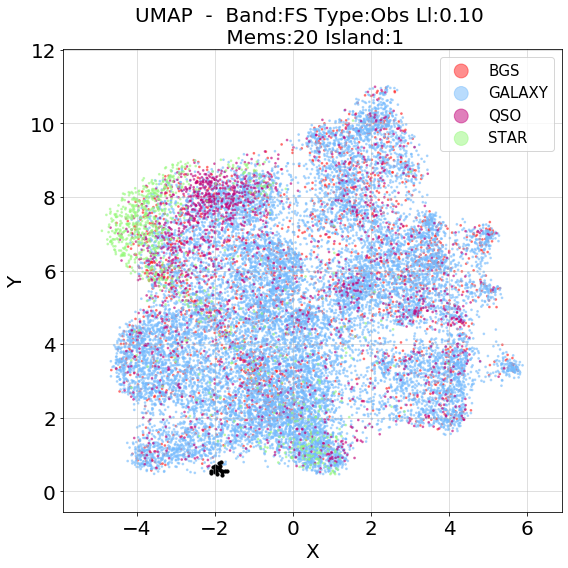 UMAP - Band:FS Type:Obs Ll:0.10
Mems:20 Island:1
BGS
GALAXY
QSO
STAR
12
10
8
6
4
2
0
Y
−4 −2 0 2 4 6
X